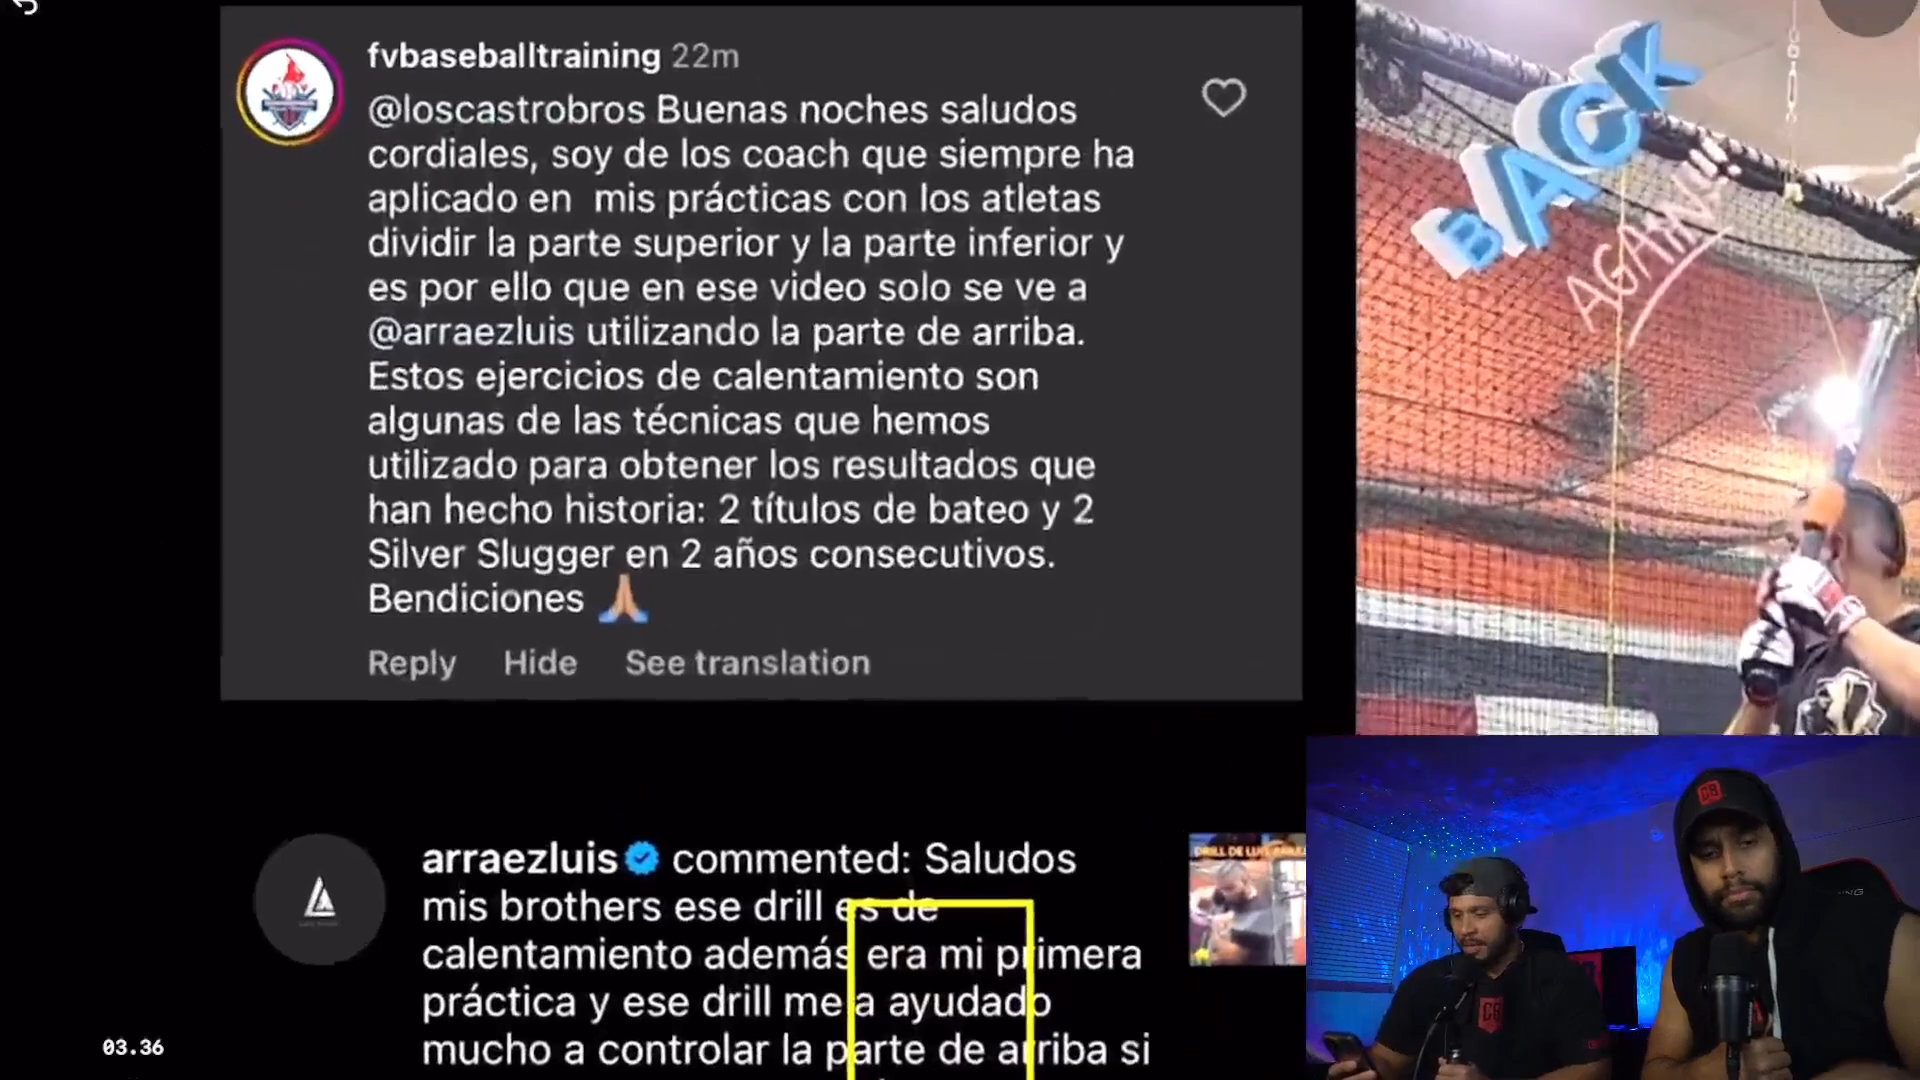 fvbaseballtraining 22m
@loscastrobros Buenas noches saludos
cordiales, soy de los coach que siempre ha
aplicado en  mis prácticas con los atletas
dividir la parte superior y la parte inferior y
es por ello que en ese video solo se ve a
@arraezluis utilizando la parte de arriba.
Estos ejercicios de calentamiento son
algunas de las técnicas que hemos
utilizado para obtener los resultados que
han hecho historia: 2 títulos de bateo y 2
Silver Slugger en 2 años consecutivos.
Bendiciones 🙏
Reply Hide See translation
arraezluis commented: Saludos
mis brothers ese drill es de
calentamiento además era mi primera
práctica y ese drill me a ayudado
mucho a controlar la parte de arriba si
03.36
BACK
AGAINST
DRILL DE LUIS
CB